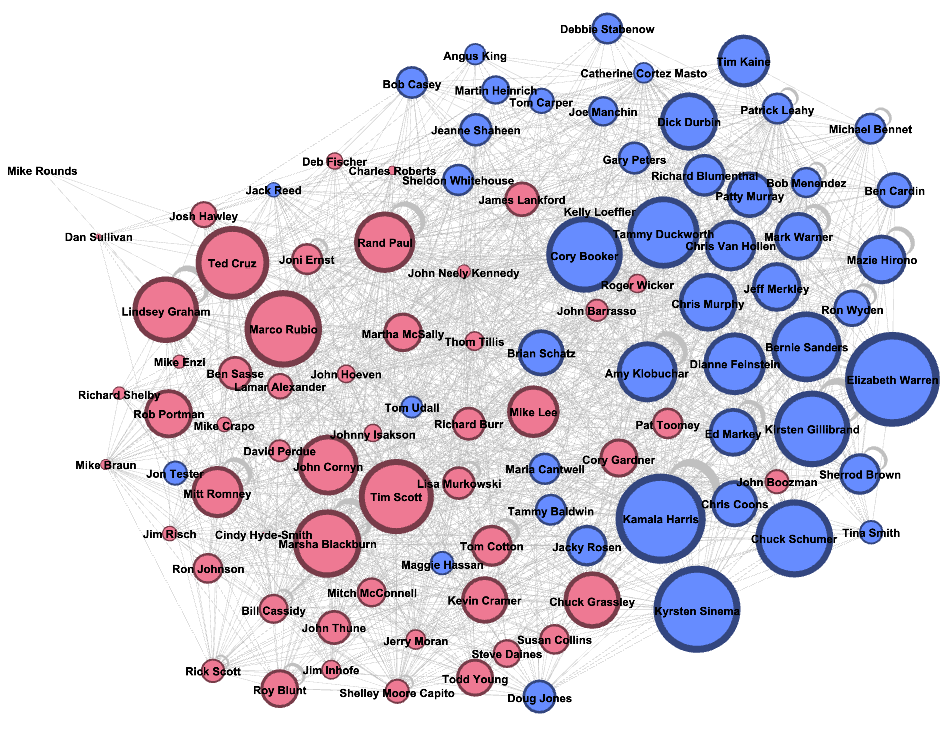 Debbie Stabenow
Angus King
Tim Kaine
Catherine Cortez Masto
Bob Casey
Martin Heinrich
Tom Carper
Joe Manchin
Patrick Leahy
Dick Durbin
Jeanne Shaheen
Michael Bennet
Deb Fischer
Gary Peters
Charles Roberts
Mike Rounds
Richard Blumenthal
Sheldon Whitehouse
Bob Menendez
Jack Reed
Ben Cardin
Patty Murray
James Lankford
Kelly Loeffler
Josh Hawley
Tammy Duckworth
Dan Sullivan
Mark Warner
Rand Paul
Chris Van Hollen
Cory Booker
Joni Ernst
Mazie Hirono
Ted Cruz
John Neely Kennedy
Roger Wicker
Jeff Merkley
Chris Murphy
Lindsey Graham
John Barrasso
Ron Wyden
Marco Rubio
Martha McSally
Thom Tillis
Bernie Sanders
Brian Schatz
Mike Enzi
Dianne Feinstein
Ben Sasse
John Hoeven
Amy Klobuchar
Elizabeth Warren
Lamar Alexander
Richard Shelby
Tom Udall
Rob Portman
Mike Lee
Mike Crapo
Richard Burr
Pat Toomey
Kirsten Gillibrand
Johnny Isakson
Ed Markey
David Perdue
Cory Gardner
Mike Braun
John Cornyn
Maria Cantwell
Jon Tester
Sherrod Brown
John Boozman
Lisa Murkowski
Mitt Romney
Tim Scott
Chris Coons
Tammy Baldwin
Kamala Harris
Jim Risch
Cindy Hyde-Smith
Tina Smith
Chuck Schumer
Marsha Blackburn
Tom Cotton
Jacky Rosen
Maggie Hassan
Ron Johnson
Mitch McConnell
Kevin Cramer
Chuck Grassley
Bill Cassidy
Kyrsten Sinema
John Thune
Jerry Moran
Susan Collins
Steve Daines
Rick Scott
Jim Inhofe
Todd Young
Roy Blunt
Shelley Moore Capito
Doug Jones